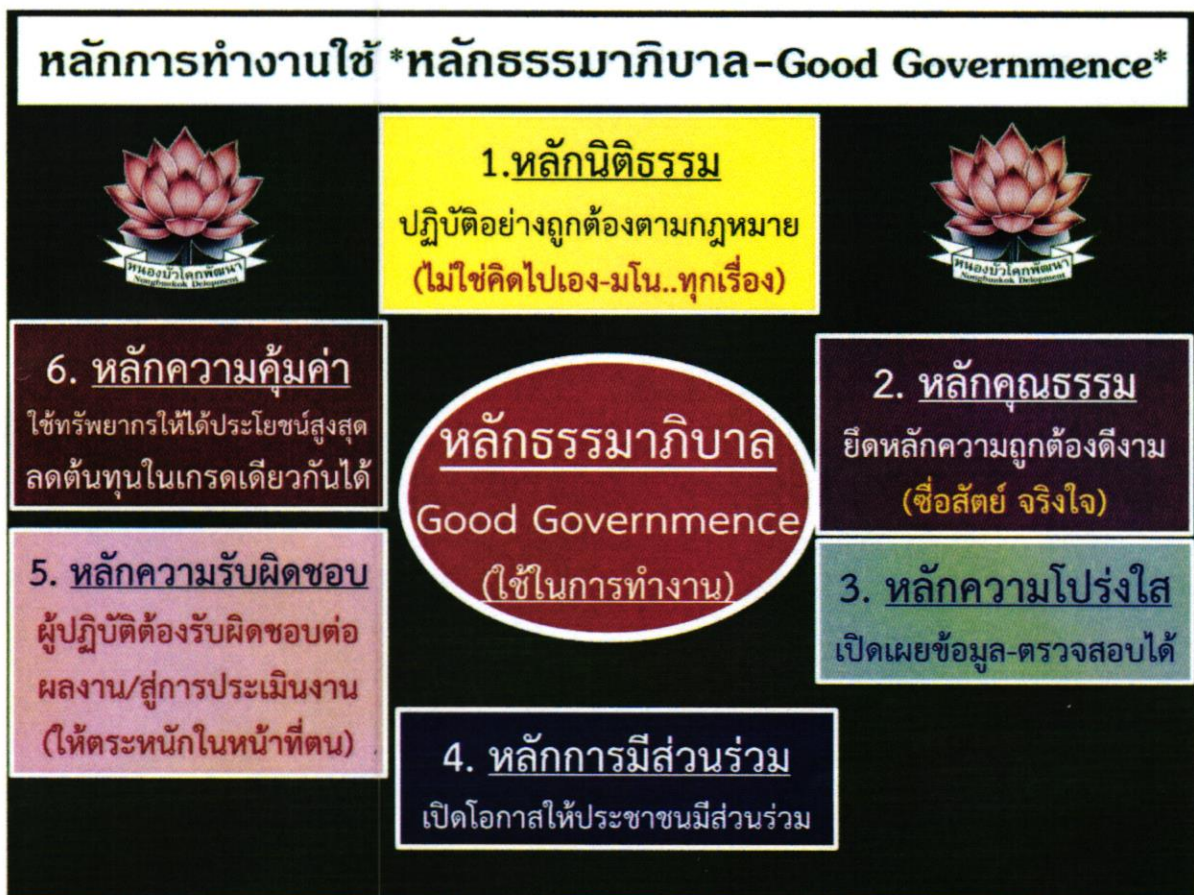 หลักการทำงานใช้ *หลักธรรมาภิบาล-Good Governmence*
หนองบัวโคกพัฒนา
Nongbuakok Delopment
หนองบัวโคกพัฒนา
Nongbuakok Delopment
1.หลักนิติธรรม
ปฏิบัติอย่างถูกต้องตามกฎหมาย
(ไม่ใช่คิดไปเอง-มโน..ทุกเรื่อง)
หลักธรรมาภิบาล
Good Governmence
(ใช้ในการทำงาน)
2. หลักคุณธรรม
ยึดหลักความถูกต้องดีงาม
(ซื่อสัตย์ จริงใจ)
3. หลักความโปร่งใส
เปิดเผยข้อมูล-ตรวจสอบได้
4. หลักการมีส่วนร่วม
เปิดโอกาสให้ประชาชนมีส่วนร่วม
5. หลักความรับผิดชอบ
ผู้ปฏิบัติต้องรับผิดชอบต่อ
ผลงาน/สู่การประเมินงาน
(ให้ตระหนักในหน้าที่ตน)
6. หลักความคุ้มค่า
ใช้ทรัพยากรให้ได้ประโยชน์สูงสุด
ลดต้นทุนในเกรดเดียวกันได้